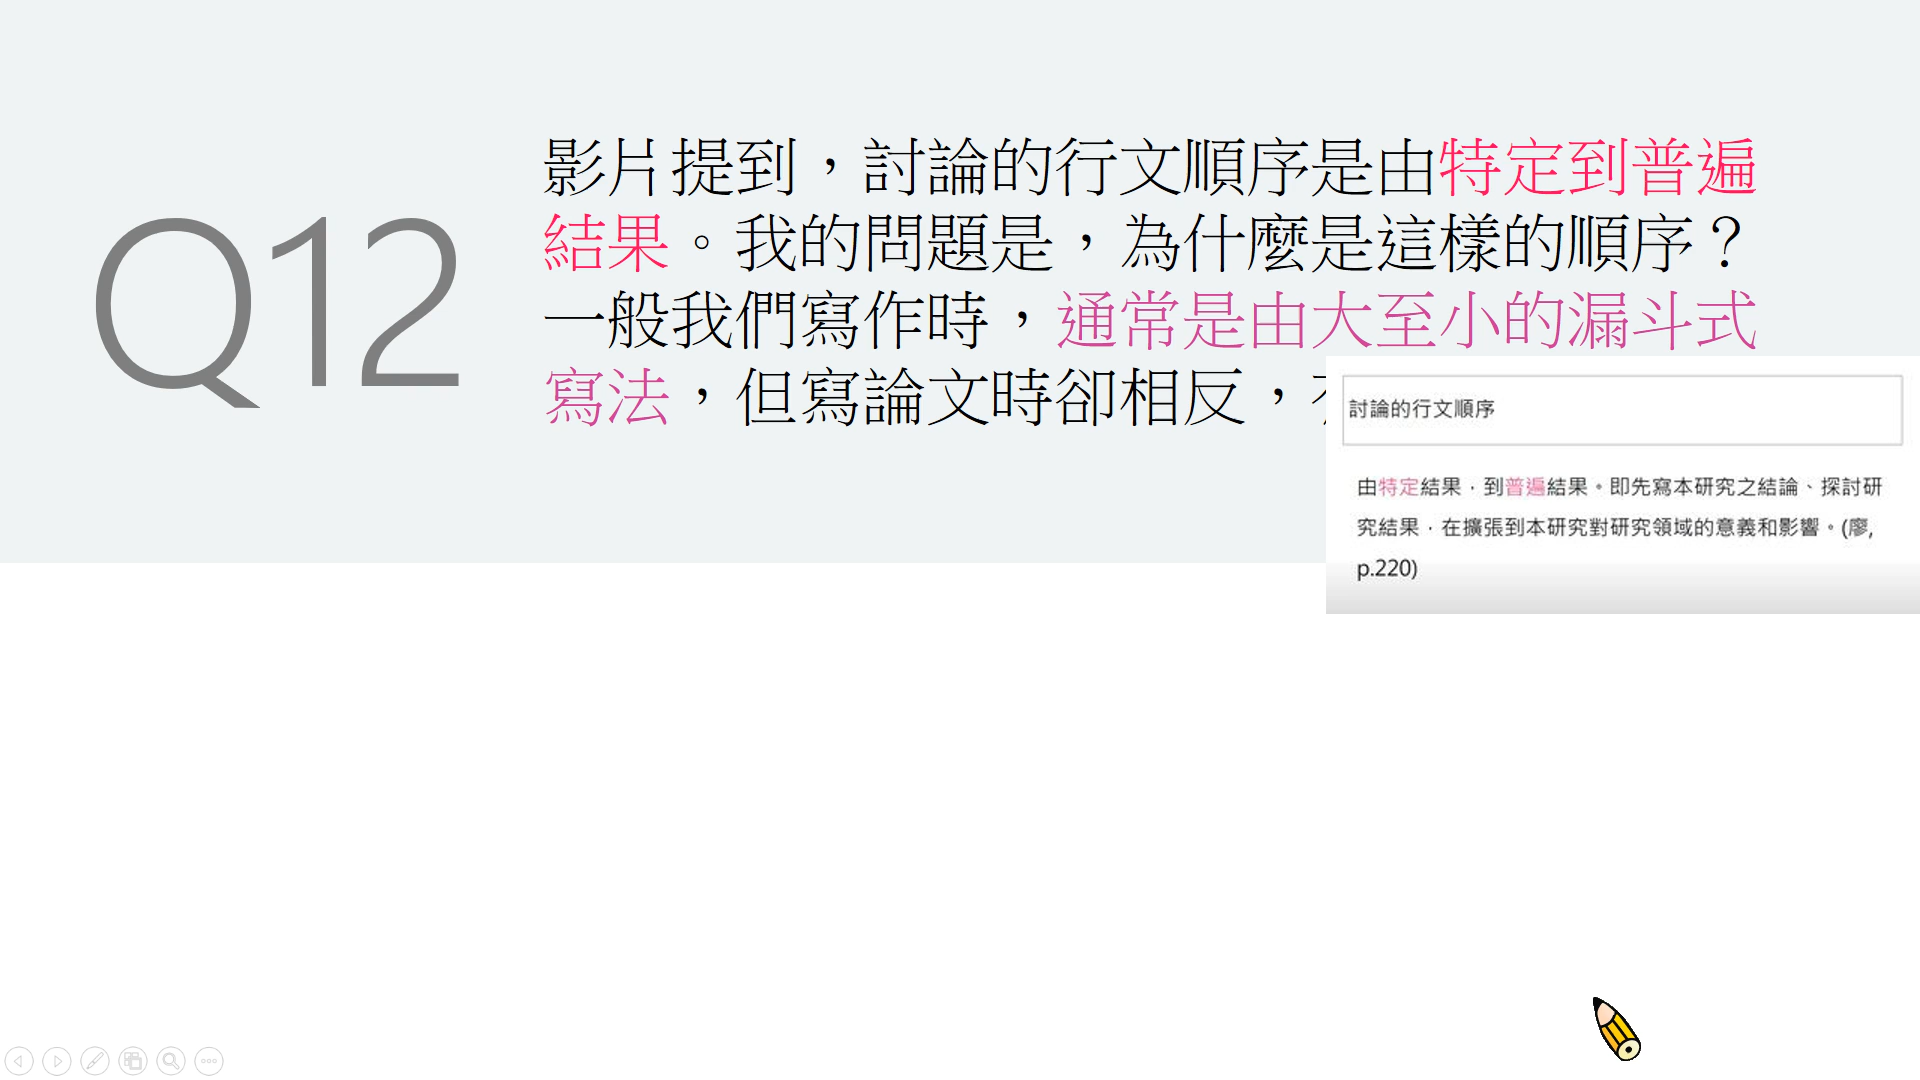 Q12
影片提到，討論的行文順序是由特定到普遍
結果。我的問題是，為什麼是這樣的順序？
一般我們寫作時，通常是由大至小的漏斗式
寫法，但寫論文時卻相反，
討論的行文順序
由特定結果，到普遍結果。即先寫本研究之結論、探討研
究結果，在擴張到本研究對研究領域的意義和影響。(廖,
p.220)